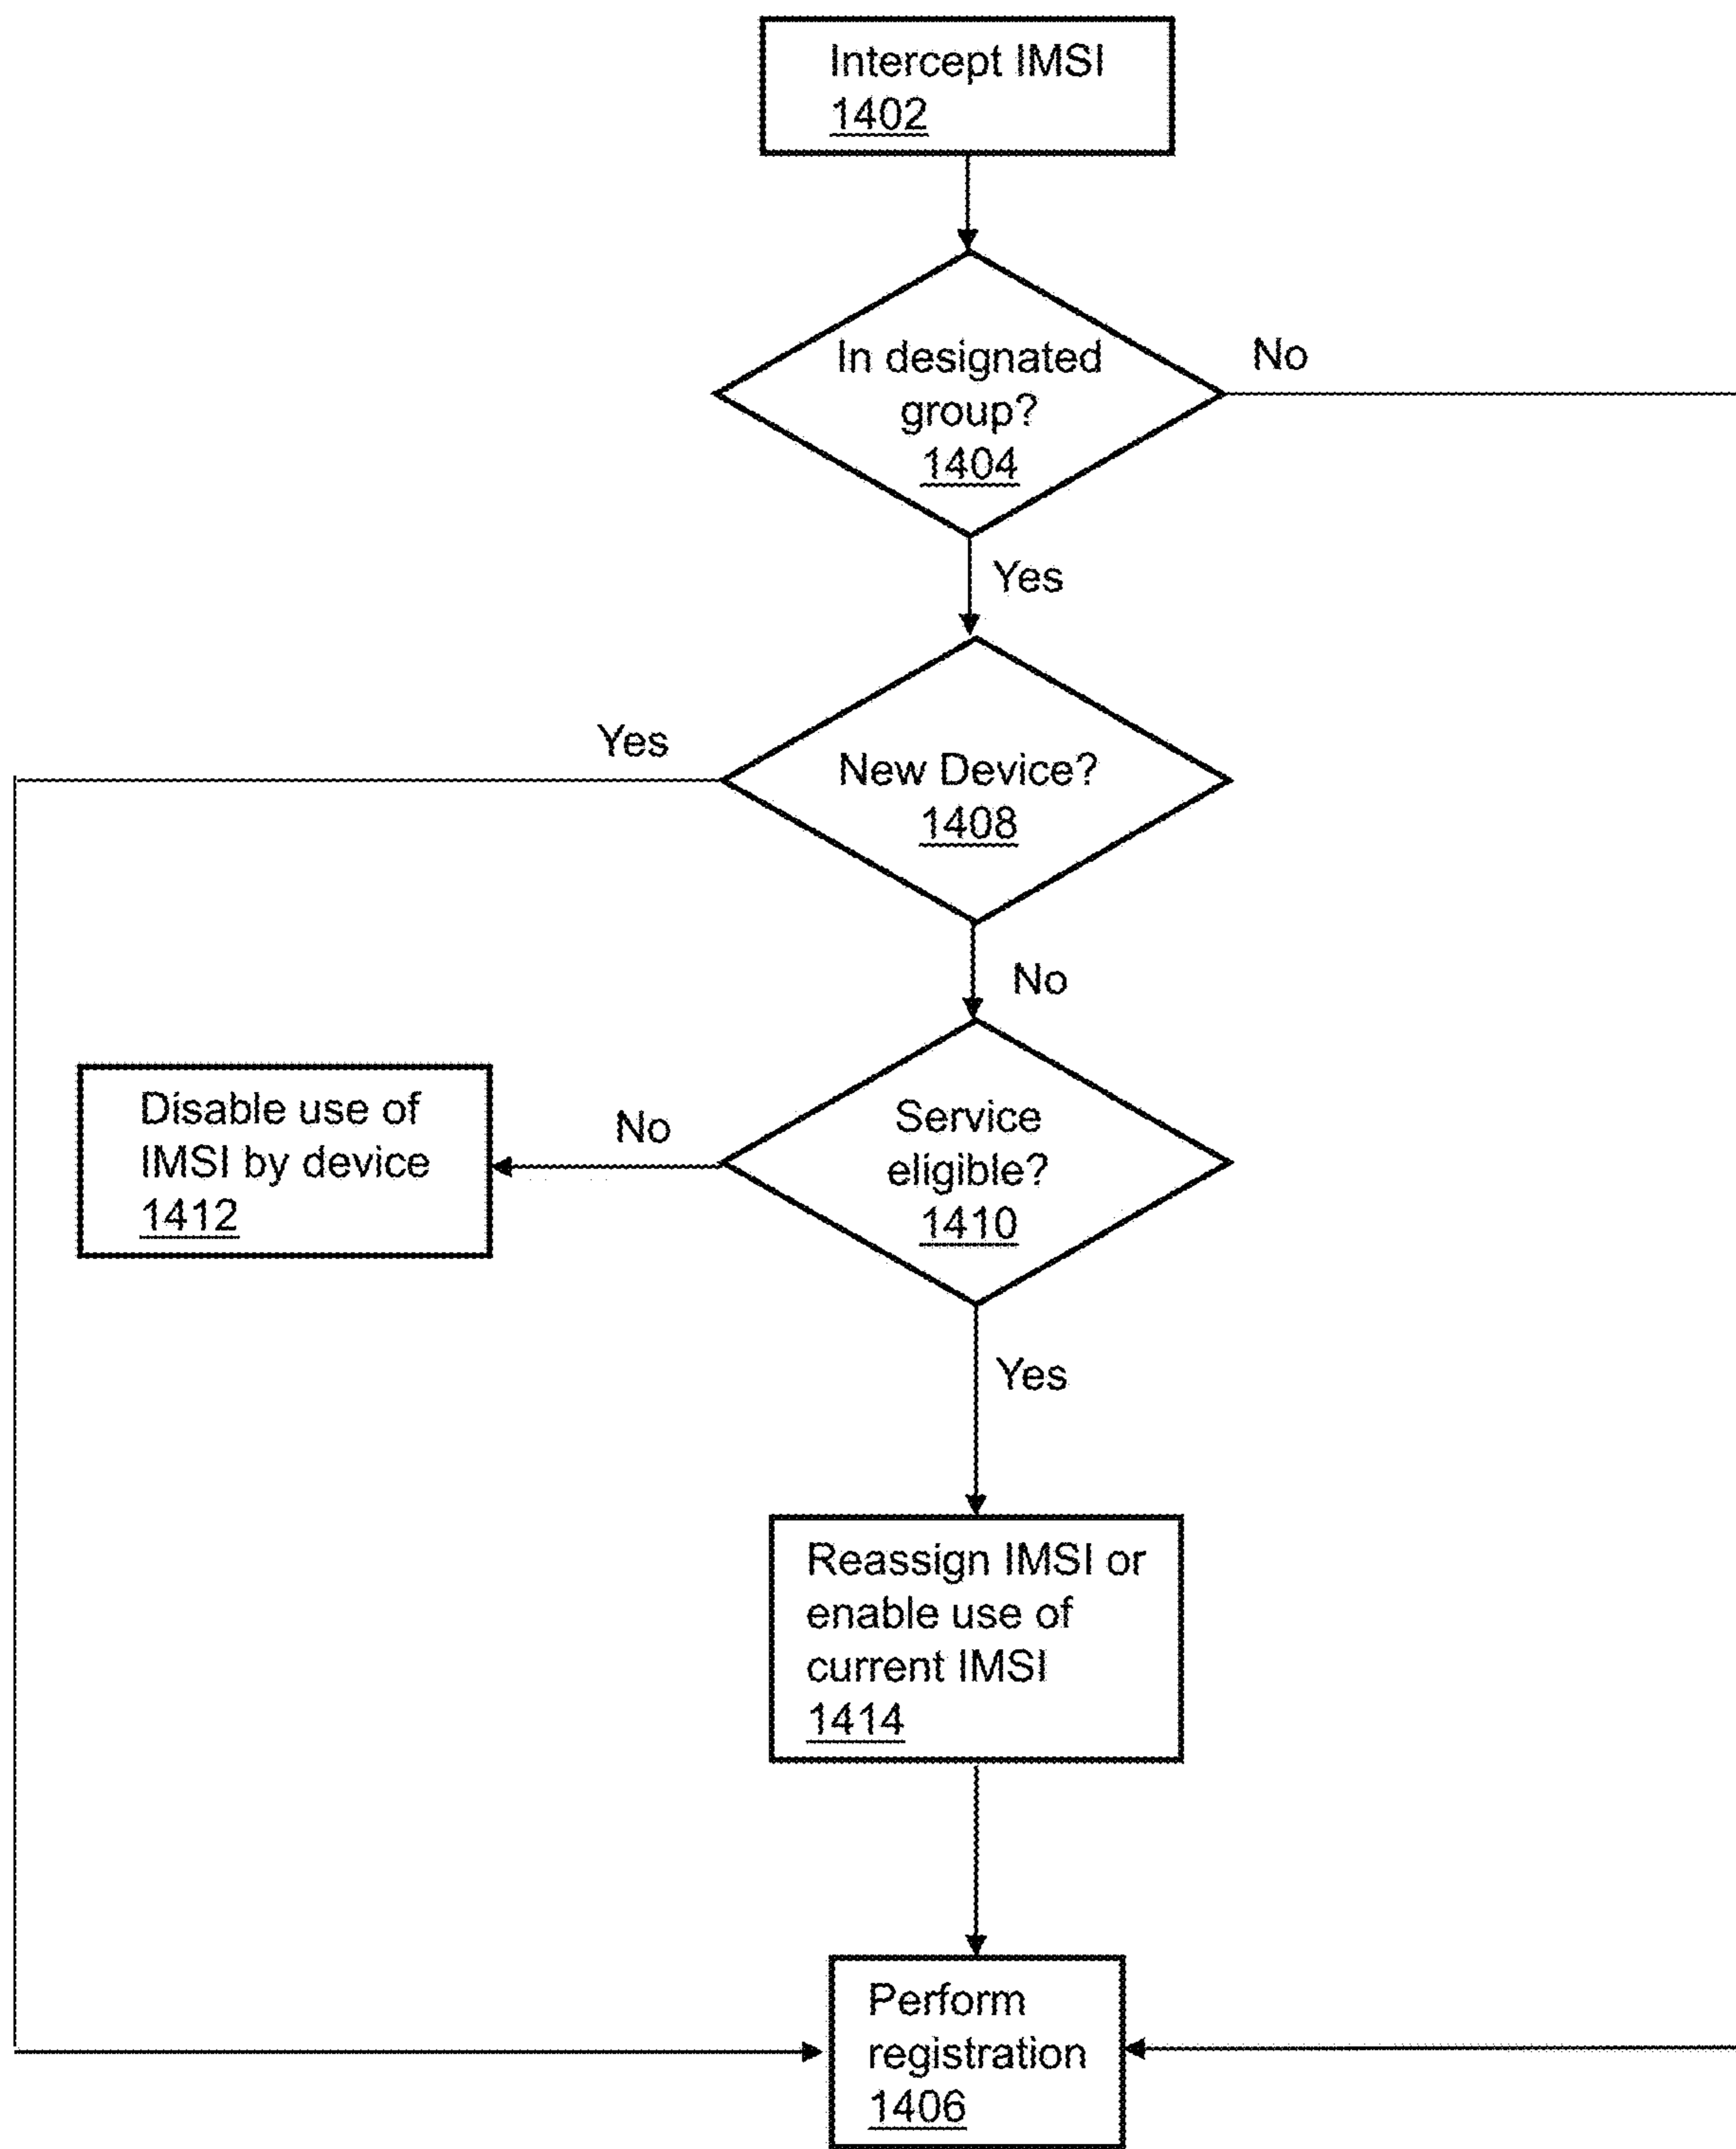 Intercept IMSI
1402
In designated
group?
1404
No
Yes
Yes
New Device?
1408
No
Disable use of
IMSI by device
1412
No
Service
eligible?
1410
Yes
Reassign IMSI or
enable use of
current IMSI
1414
Perform
registration
1406